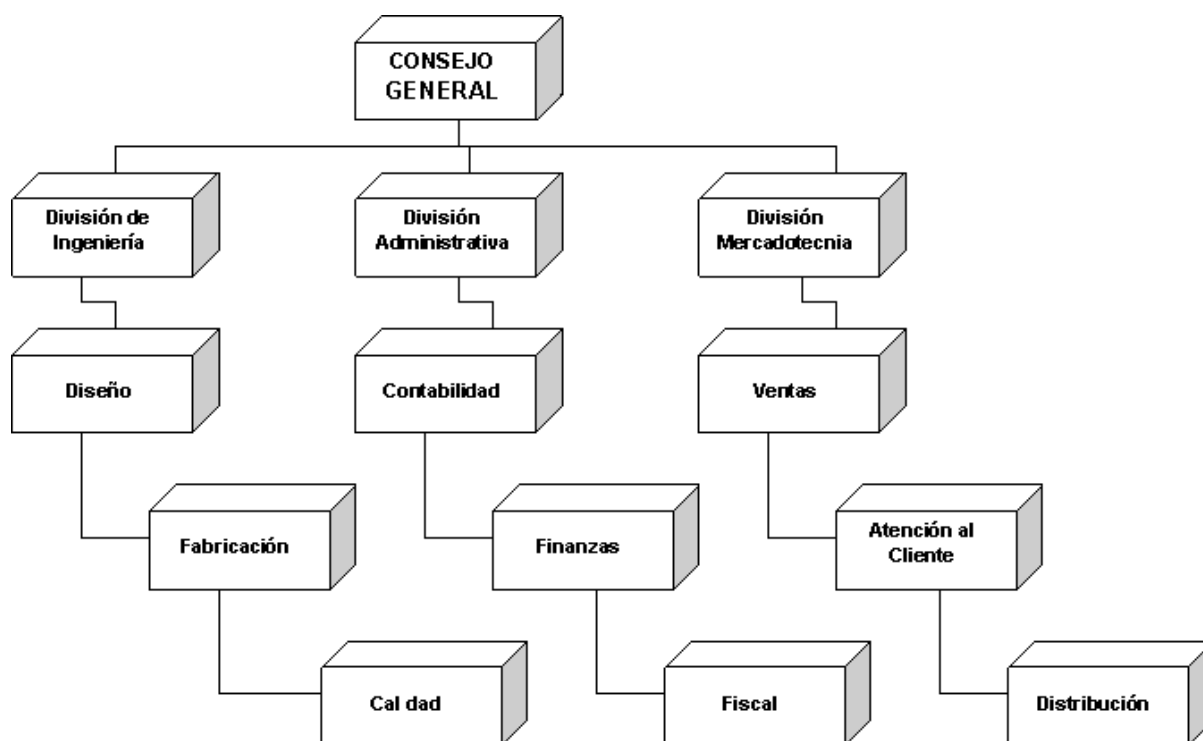 CONSEJO
GENERAL
División de
Ingeniería
División
Administrativa
División
Mercadotecnia
Diseño
Contabilidad
Ventas
Fabricación
Finanzas
Atención al
Cliente
Cal dad
Fiscal
Distribución